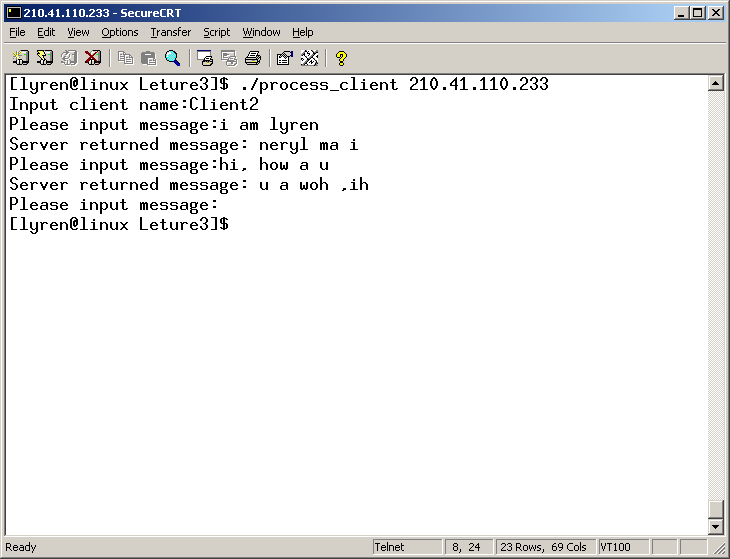 210.41.110.233 - SecureCRT
File Edit View Options Transfer Script Window Help
[lyren@linux Leture3]$ ./process_client 210.41.110.233
Input client name:Client2
Please input message:i am lyren
Server returned message: neryl ma i
Please input message:hi, how a u
Server returned message: u a woh ,ih
Please input message:
[lyren@linux Leture3]$
Ready Telnet 8, 24 23 Rows, 69 Cols VT100